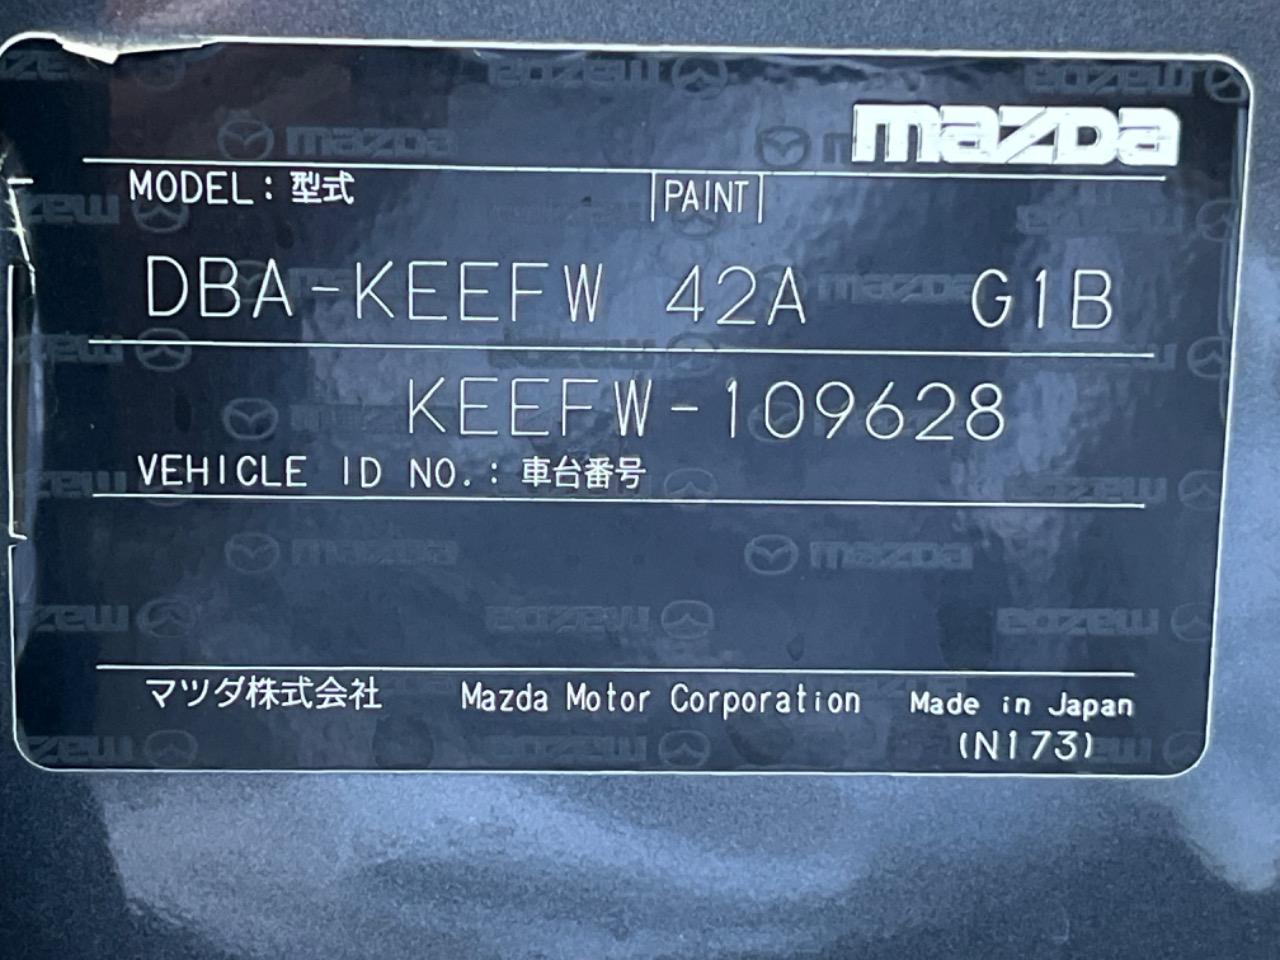 mazda
MODEL: 型式 PAINT
DBA-KEEFW 42A G1B
KEEFW-109628
VEHICLE ID NO.: 車台番号
マツダ株式会社 Mazda Motor Corporation Made in Japan
(N173)